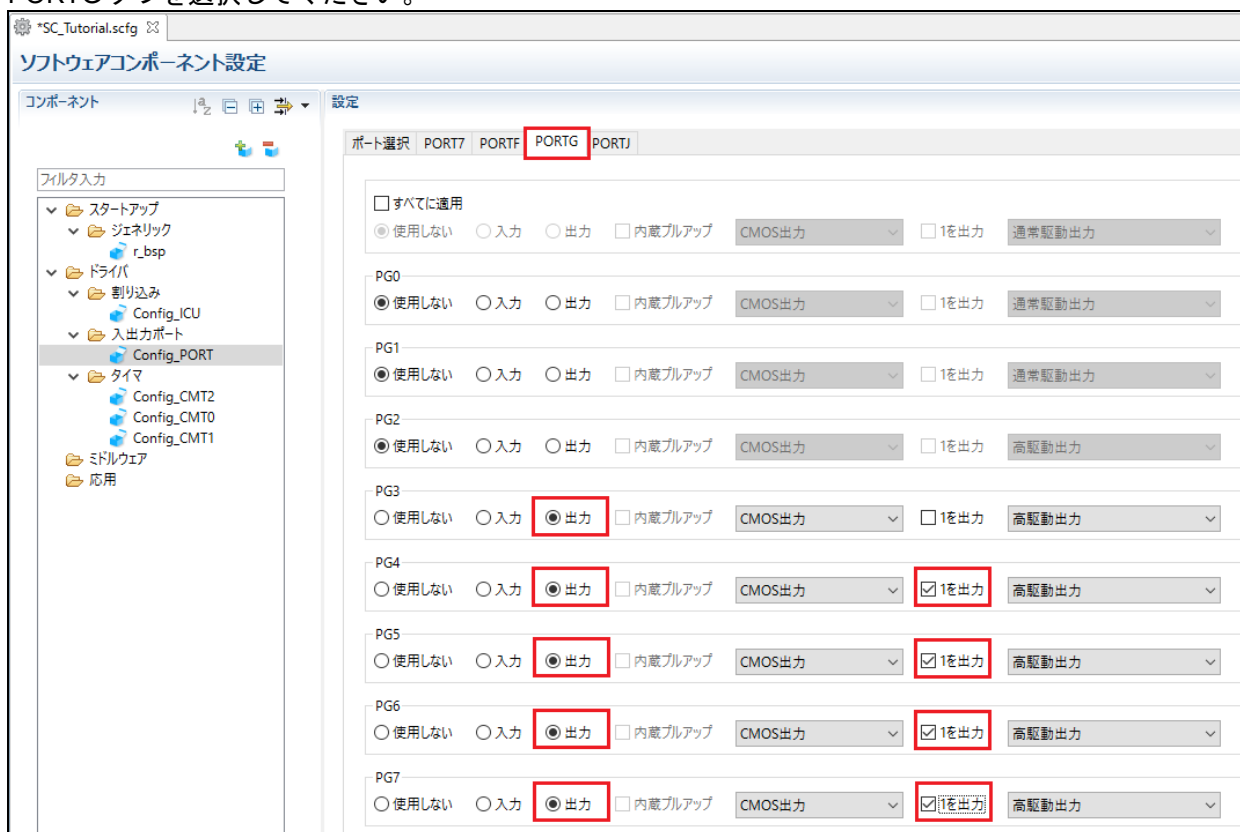 PORTGタブを選択してください。
*SC_Tutorial.scfg
ソフトウェアコンポーネント設定
コンポーネント
設定
フィルタ入力
スタートアップ
ジェネリック
r_bsp
ドライバ
割り込み
Config_ICU
入出力ポート
Config_PORT
タイマ
Config_CMT2
Config_CMT0
Config_CMT1
ミドルウェア
応用
ポート選択 PORT7 PORTF PORTG PORTJ
すべてに適用
使用しない 入力 出力 内蔵プルアップ CMOS出力 1を出力 通常駆動出力
PG0
使用しない 入力 出力 内蔵プルアップ CMOS出力 1を出力 通常駆動出力
PG1
使用しない 入力 出力 内蔵プルアップ CMOS出力 1を出力 通常駆動出力
PG2
使用しない 入力 出力 内蔵プルアップ CMOS出力 1を出力 高駆動出力
PG3
使用しない 入力 出力 内蔵プルアップ CMOS出力 1を出力 高駆動出力
PG4
使用しない 入力 出力 内蔵プルアップ CMOS出力 1を出力 高駆動出力
PG5
使用しない 入力 出力 内蔵プルアップ CMOS出力 1を出力 高駆動出力
PG6
使用しない 入力 出力 内蔵プルアップ CMOS出力 1を出力 高駆動出力
PG7
使用しない 入力 出力 内蔵プルアップ CMOS出力 1を出力 高駆動出力